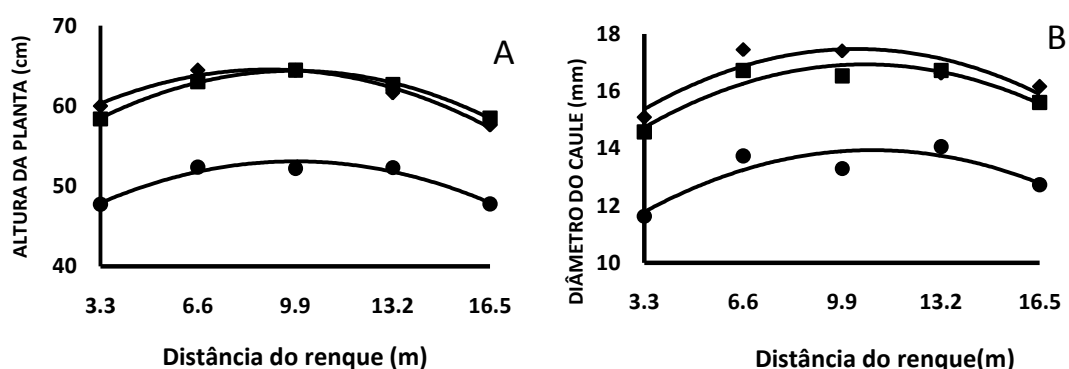 A
ALTURA DA PLANTA (cm)
70
60
50
40
3.3 6.6 9.9 13.2 16.5
Distância do renque (m)
B
DIÂMETRO DO CAULE (mm)
18
16
14
12
10
3.3 6.6 9.9 13.2 16.5
Distância do renque(m)